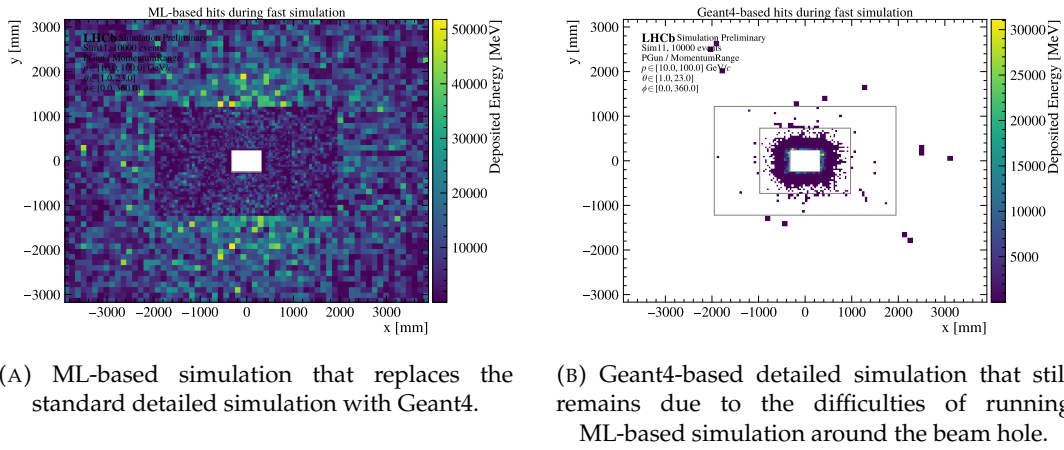 ML-based hits during fast simulation
y [mm]
3000
2000
1000
0
−1000
−2000
−3000
LHCb Simulation Preliminary
Sim11, 10000 events
PGun / MomentumRange
p ∈ [10.0, 100.0] GeV/c
θ ∈ [1.0, 23.0]
ϕ ∈ [0.0, 360.0]
−3000 −2000 −1000 0 1000 2000 3000
x [mm]
50000
40000
30000
20000
10000
Deposited Energy [MeV]
Geant4-based hits during fast simulation
y [mm]
3000
2000
1000
0
−1000
−2000
−3000
LHCb Simulation Preliminary
Sim11, 10000 events
PGun / MomentumRange
p ∈ [10.0, 100.0] GeV/c
θ ∈ [1.0, 23.0]
ϕ ∈ [0.0, 360.0]
−3000 −2000 −1000 0 1000 2000 3000
x [mm]
30000
25000
20000
15000
10000
5000
Deposited Energy [MeV]
(A) ML-based simulation that replaces the
standard detailed simulation with Geant4.
(B) Geant4-based detailed simulation that still
remains due to the difficulties of running
ML-based simulation around the beam hole.